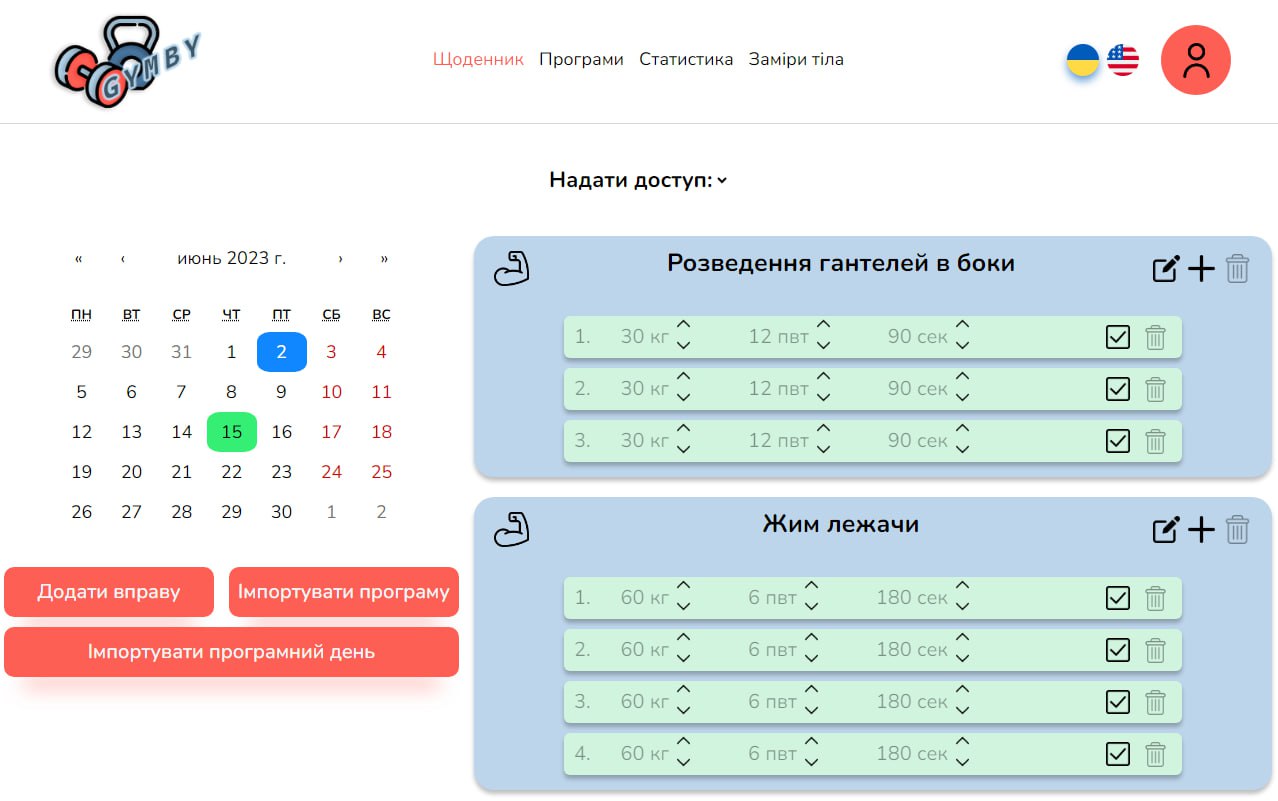 GYMBY
Щоденник Програми Статистика Заміри тіла
Надати доступ:
« ‹ июнь 2023 г. › »
ПН ВТ СР ЧТ ПТ СБ ВС
29 30 31 1 2 3 4
5 6 7 8 9 10 11
12 13 14 15 16 17 18
19 20 21 22 23 24 25
26 27 28 29 30 1 2
Додати вправу Імпортувати програму
Імпортувати програмний день
Розведення гантелей в боки
1. 30 кг 12 пвт 90 сек
2. 30 кг 12 пвт 90 сек
3. 30 кг 12 пвт 90 сек
Жим лежачи
1. 60 кг 6 пвт 180 сек
2. 60 кг 6 пвт 180 сек
3. 60 кг 6 пвт 180 сек
4. 60 кг 6 пвт 180 сек